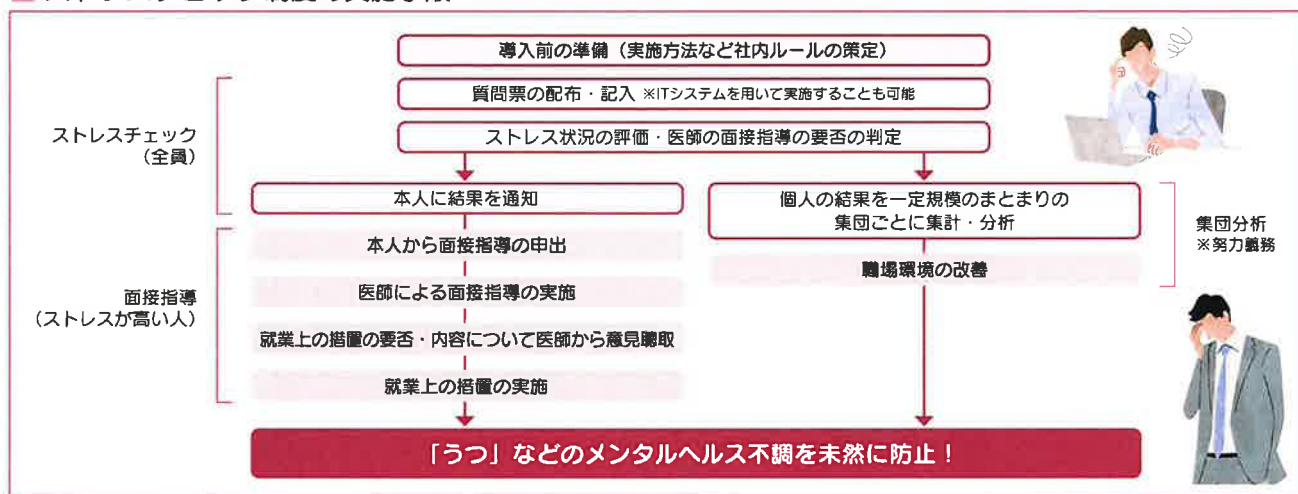 導入前の準備（実施方法など社内ルールの策定）
質問票の配布・記入 ※ITシステムを用いて実施することも可能
ストレス状況の評価・医師の面接指導の要否の判定
ストレスチェック
（全員）
本人に結果を通知
個人の結果を一定規模のまとまりの
集団ごとに集計・分析
集団分析
※努力義務
本人から面接指導の申出
職場環境の改善
医師による面接指導の実施
面接指導
（ストレスが高い人）
就業上の措置の要否・内容について医師から意見聴取
就業上の措置の実施
「うつ」などのメンタルヘルス不調を未然に防止！